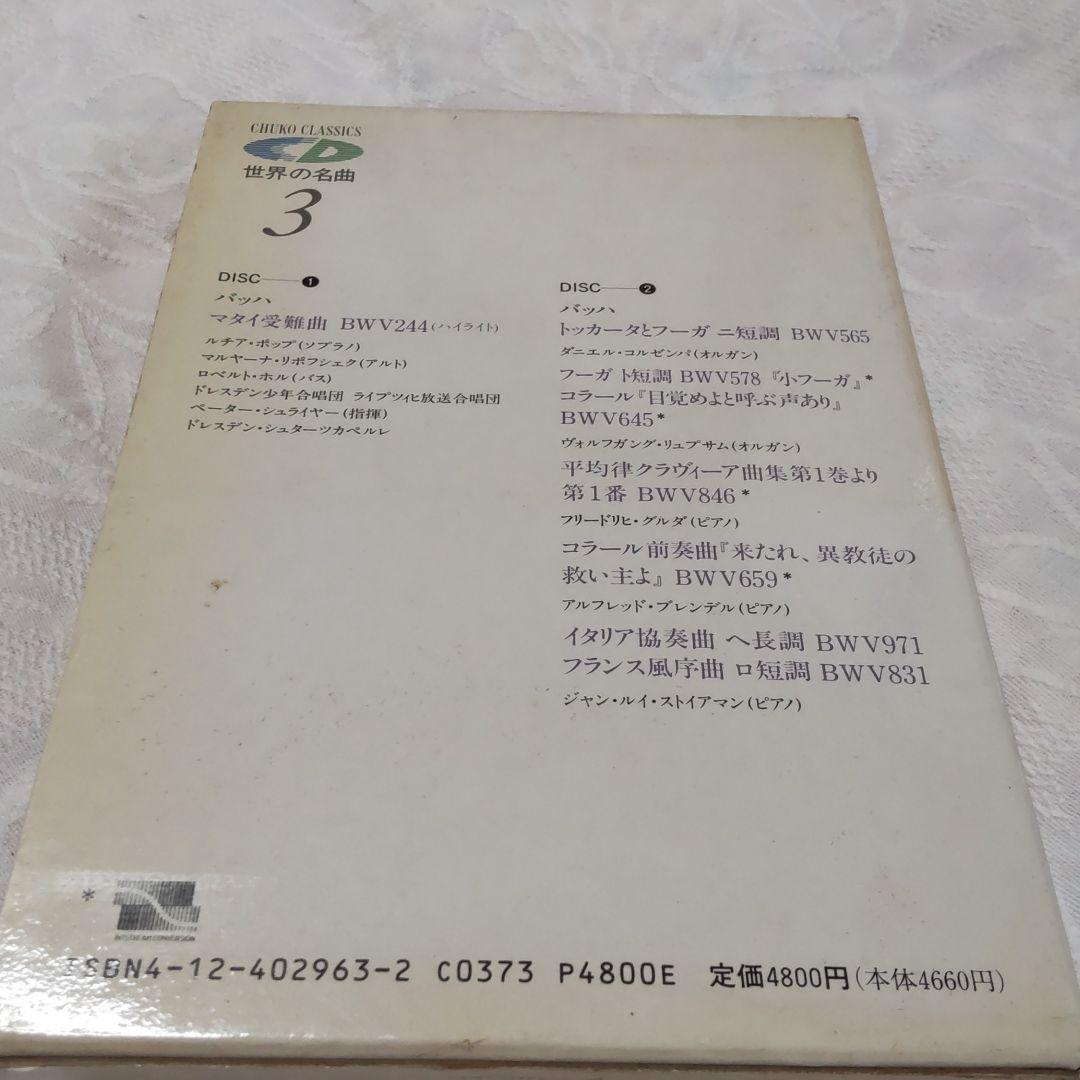 CHUKO CLASSICS
CD
世界の名曲
3
DISC——❶
バッハ
マタイ受難曲 BWV244(ハイライト)
ルチア・ポップ(ソプラノ)
マルヤーナ・リポフシェク(アルト)
ロベルト・ホル(バス)
ドレスデン少年合唱団 ライプツィヒ放送合唱団
ペーター・シュライヤー(指揮)
ドレスデン・シュターツカペルレ
DISC——❷
バッハ
トッカータとフーガ ニ短調 BWV565
ダニエル・コルゼンパ(オルガン)
フーガ ト短調 BWV578『小フーガ』*
コラール『目覚めよと呼ぶ声あり』
BWV645*
ヴォルフガング・リュプサム(オルガン)
平均律クラヴィーア曲集第1巻より
第1番 BWV846*
フリードリヒ・グルダ(ピアノ)
コラール前奏曲『来たれ、異教徒の
救い主よ』 BWV659*
アルフレッド・ブレンデル(ピアノ)
イタリア協奏曲 ヘ長調 BWV971
フランス風序曲 ロ短調 BWV831
ジャン・ルイ・ストイアマン(ピアノ)
*
ISBN4-12-402963-2 C0373 P4800E 定価4800円(本体4660円)